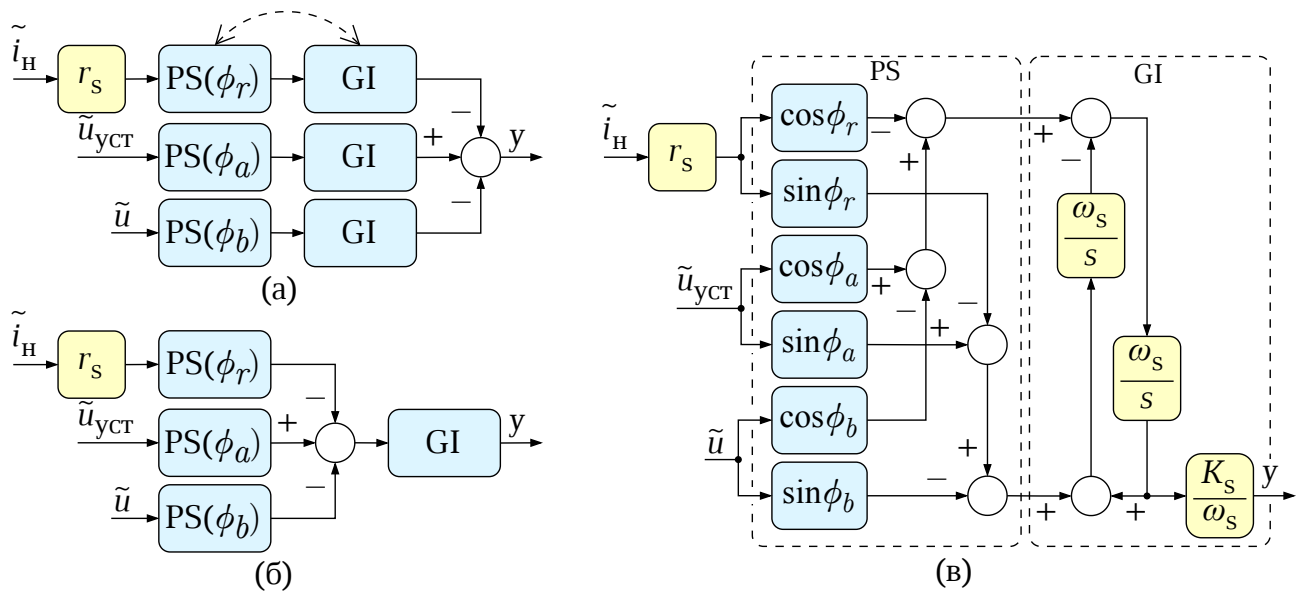 ĩн rs PS(ϕr) GI −
ũуст PS(ϕa) GI + y
ũ PS(ϕb) GI −
(а)
ĩн rs PS(ϕr) −
ũуст PS(ϕa) + GI y
ũ PS(ϕb) −
(б)
PS GI
ĩн rs cosϕr − + + −
sinϕr ωs/s
ũуст cosϕa + − −
sinϕa + ωs/s
ũ cosϕb +
sinϕb − + + Ks/ωs y
(в)